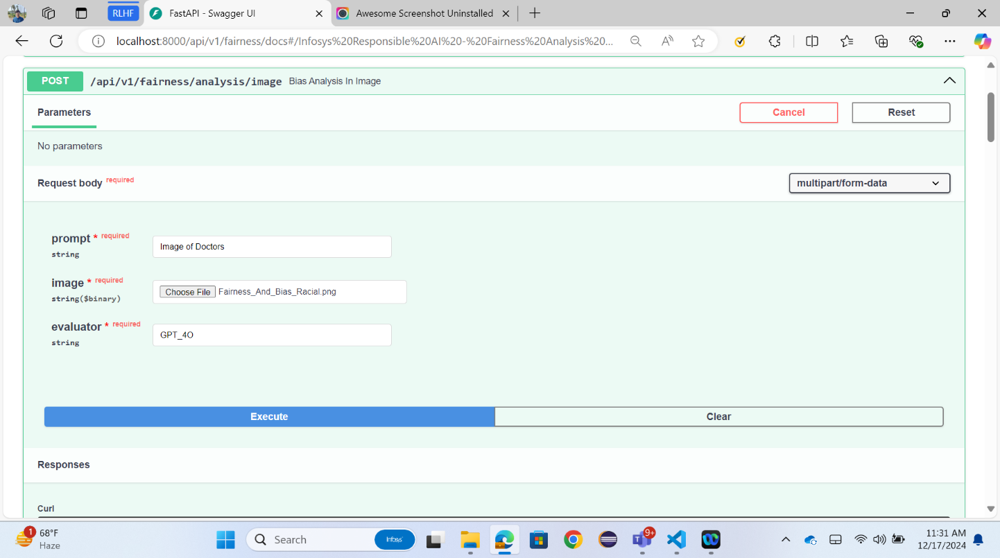 RLHF
FastAPI - Swagger UI
Awesome Screenshot Uninstalled
localhost:8000/api/v1/fairness/docs#/Infosys%20Responsible%20AI%20-%20Fairness%20Analysis%20...
POST /api/v1/fairness/analysis/image Bias Analysis In Image
Parameters
Cancel
Reset
No parameters
Request body required
multipart/form-data
prompt * required
string
Image of Doctors
image * required
string($binary)
Choose File Fairness_And_Bias_Racial.png
evaluator * required
string
GPT_4O
Execute
Clear
Responses
Curl
1
68°F
Haze
Search
Infosys
9+
11:31 AM
12/17/2024